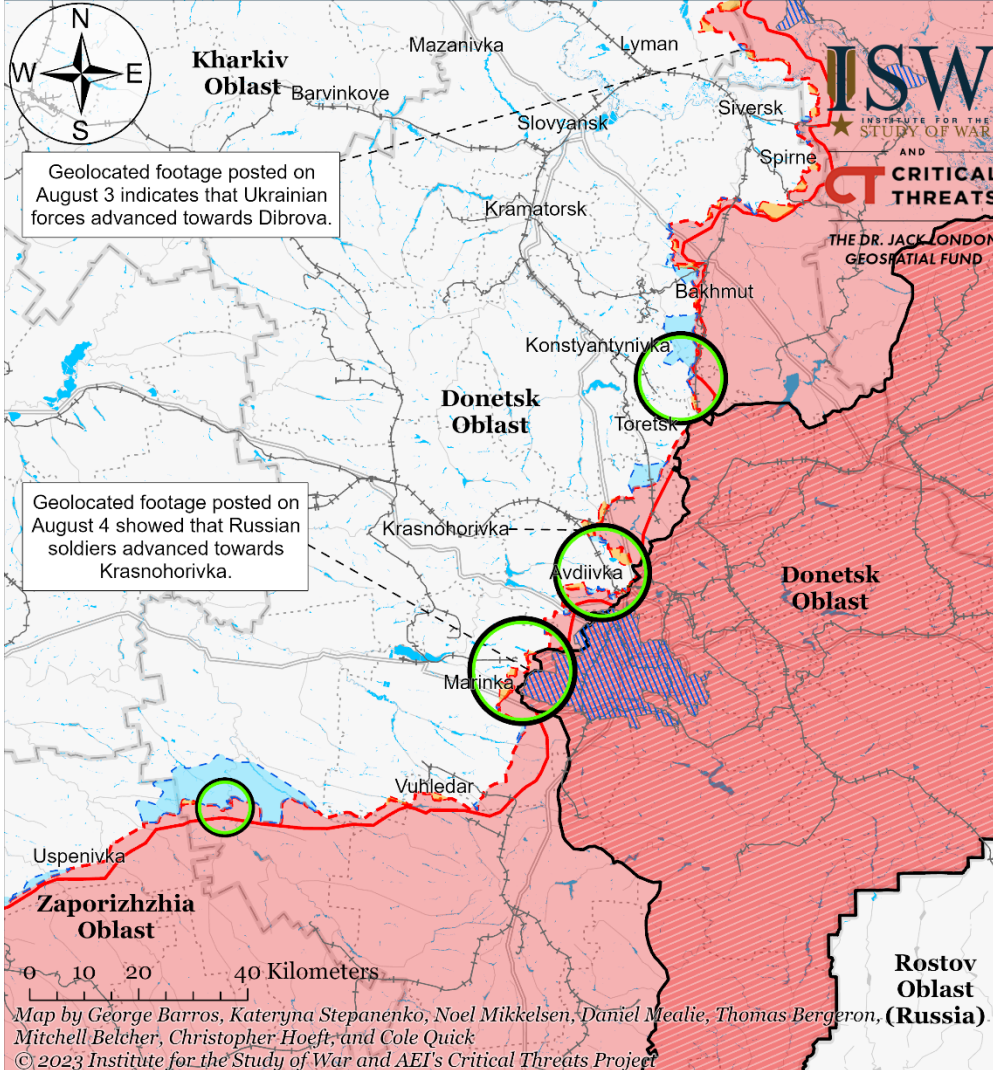 N
W
E
S
Kharkiv
Oblast
Mazanivka
Lyman
Barvinkove
Slovyansk
Siversk
Spirne
ISW
INSTITUTE FOR THE
STUDY OF WAR
AND
CT CRITICAL
THREATS
THE DR. JACK LONDON
GEOSPATIAL FUND
Geolocated footage posted on
August 3 indicates that Ukrainian
forces advanced towards Dibrova.
Kramatorsk
Bakhmut
Konstyantynivka
Donetsk
Oblast
Toretsk
Geolocated footage posted on
August 4 showed that Russian
soldiers advanced towards
Krasnohorivka.
Krasnohorivka
Avdiivka
Donetsk
Oblast
Marinka
Vuhledar
Uspenivka
Zaporizhzhia
Oblast
Rostov
Oblast
(Russia)
0 10 20 40 Kilometers
Map by George Barros, Kateryna Stepanenko, Noel Mikkelsen, Daniel Mealie, Thomas Bergeron,
Mitchell Belcher, Christopher Hoeft, and Cole Quick
© 2023 Institute for the Study of War and AEI's Critical Threats Project